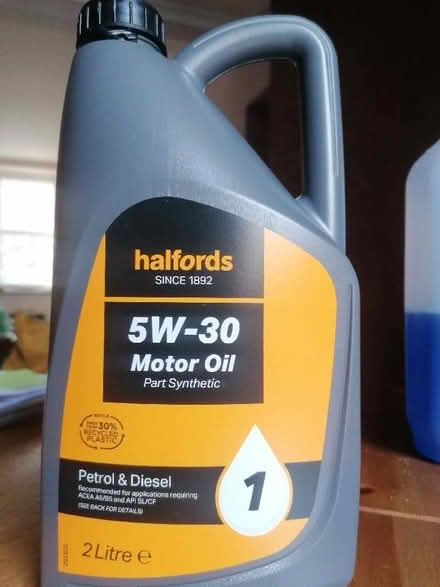 halfords
SINCE 1892
5W-30
Motor Oil
Part Synthetic
BOTTLE
30%
RECYCLED
PLASTIC
Petrol & Diesel
Recommended for applications requiring
ACEA A5/B5 and API SL/CF
(SEE BACK FOR DETAILS)
1
2 Litre ℮